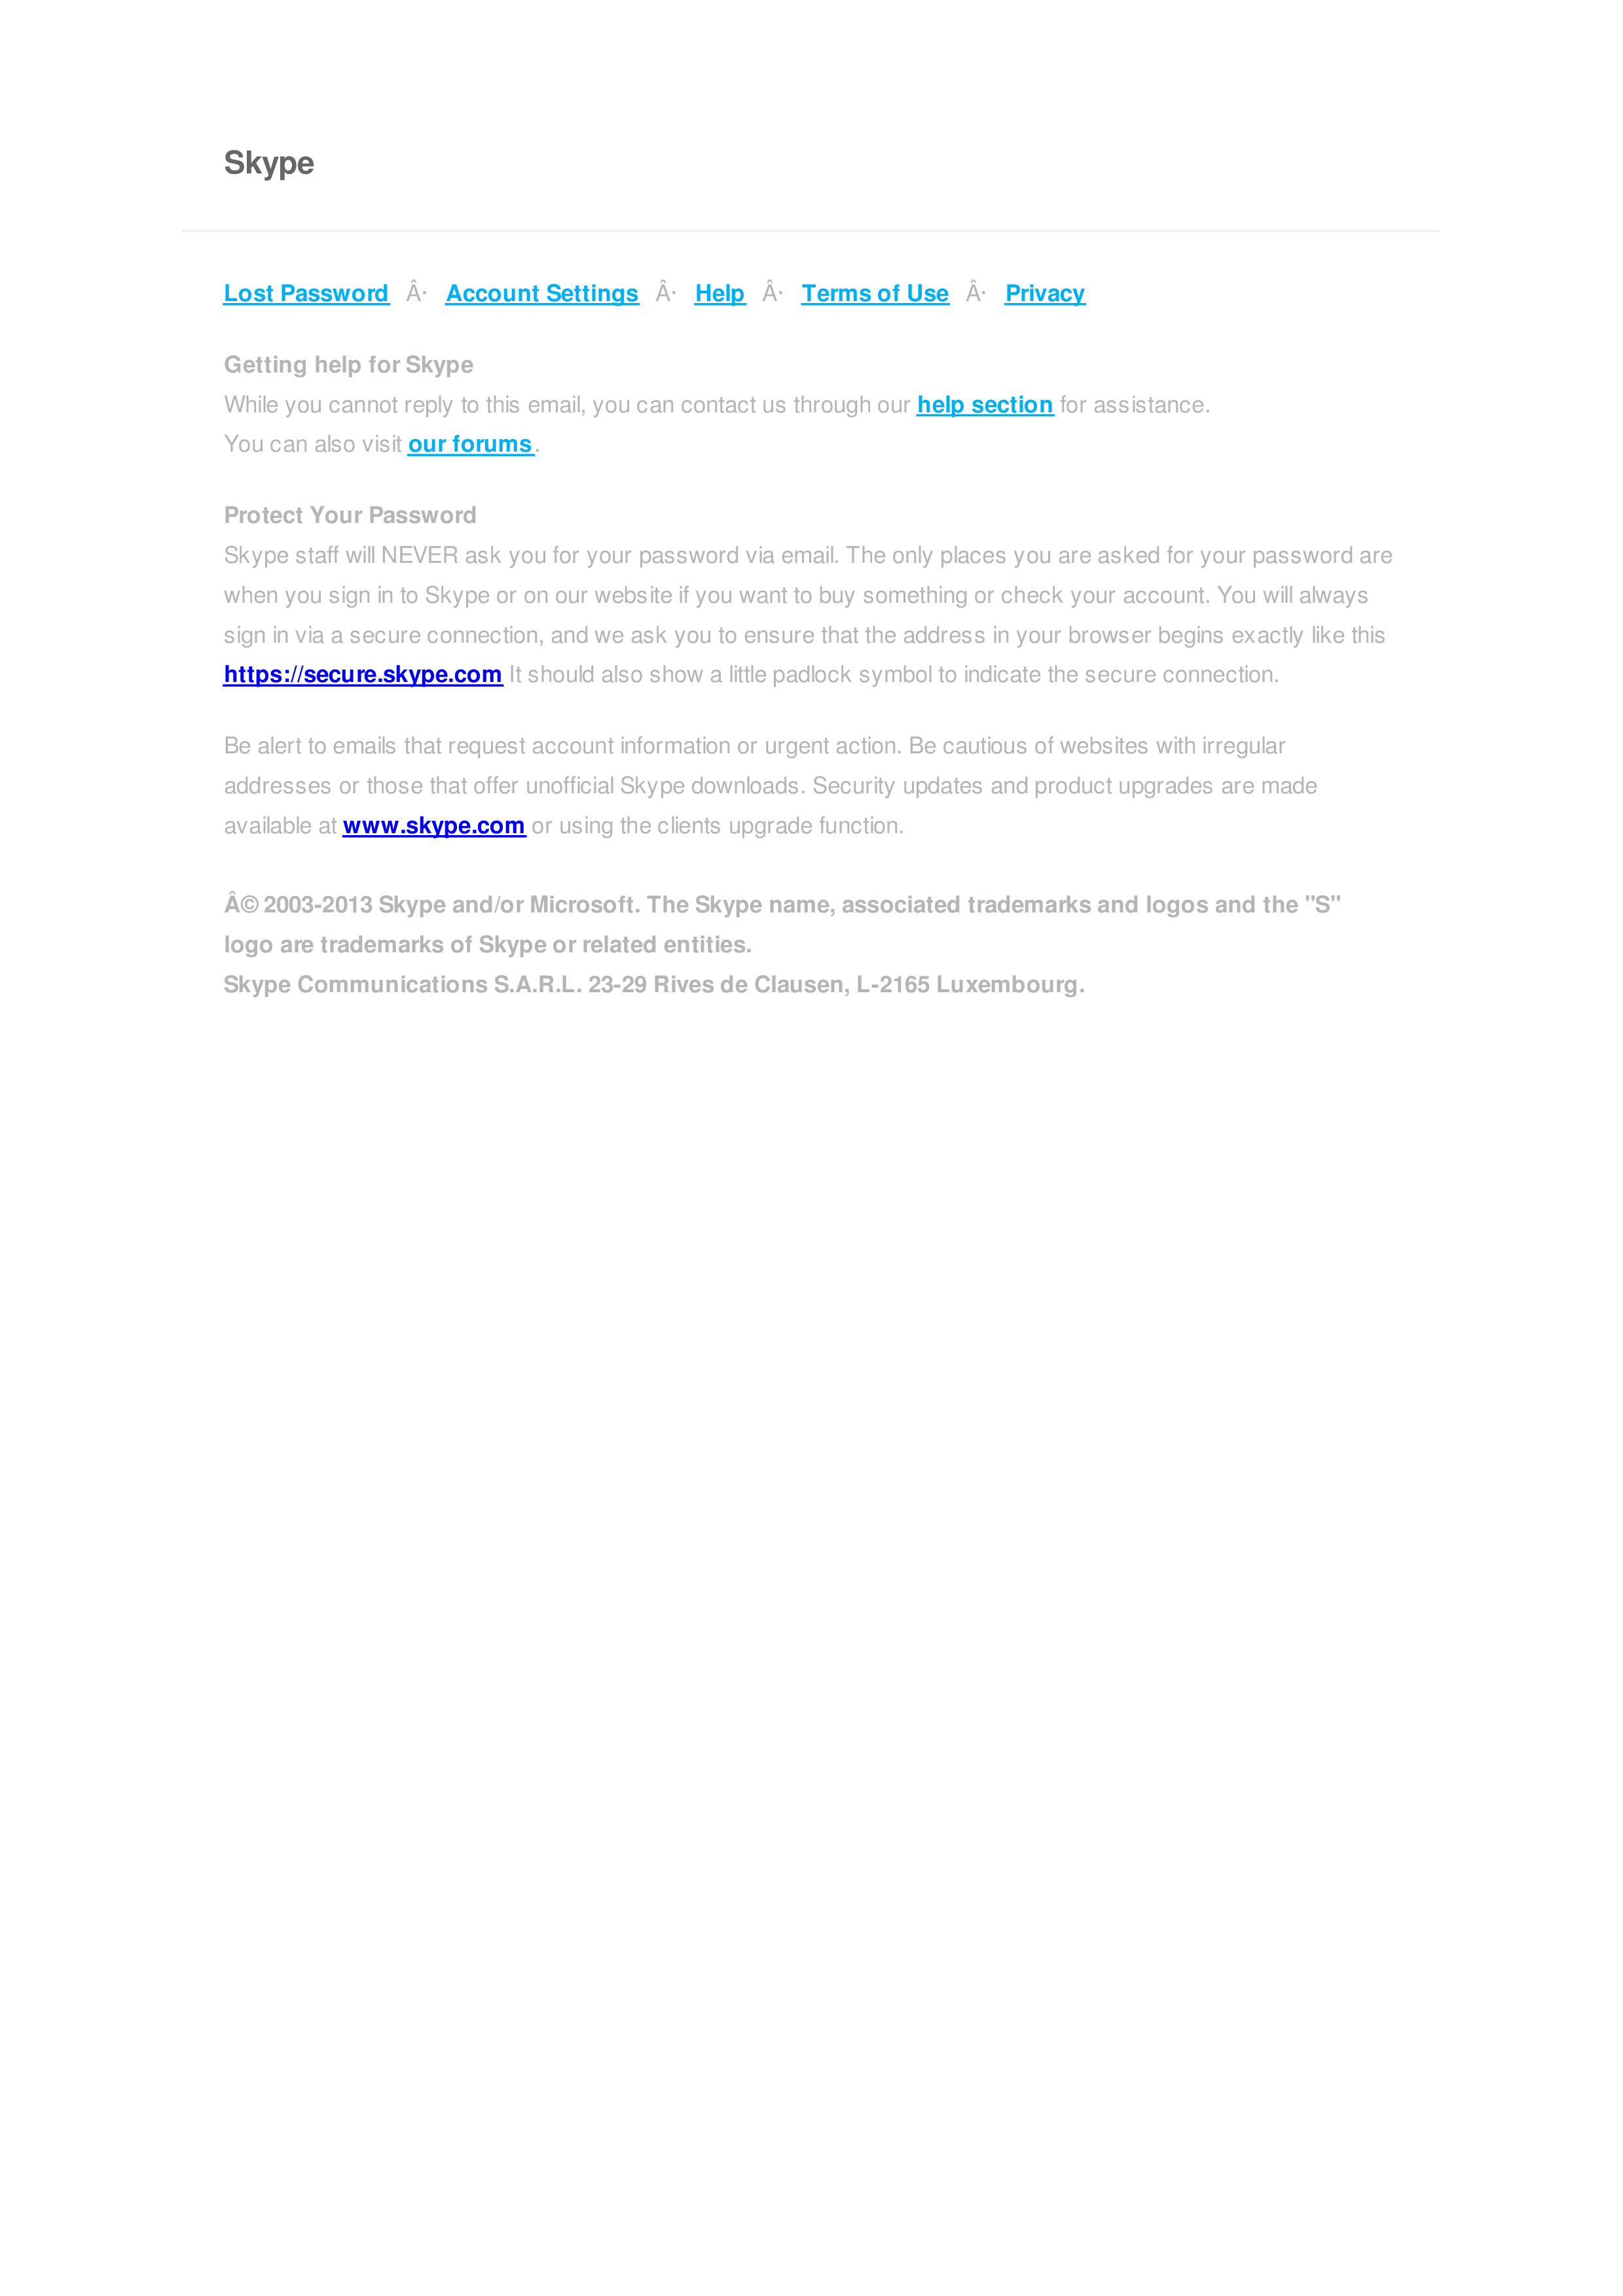 Skype
Lost Password Â· Account Settings Â· Help Â· Terms of Use Â· Privacy
Getting help for Skype
While you cannot reply to this email, you can contact us through our help section for assistance.
You can also visit our forums.
Protect Your Password
Skype staff will NEVER ask you for your password via email. The only places you are asked for your password are
when you sign in to Skype or on our website if you want to buy something or check your account. You will always
sign in via a secure connection, and we ask you to ensure that the address in your browser begins exactly like this
https://secure.skype.com It should also show a little padlock symbol to indicate the secure connection.
Be alert to emails that request account information or urgent action. Be cautious of websites with irregular
addresses or those that offer unofficial Skype downloads. Security updates and product upgrades are made
available at www.skype.com or using the clients upgrade function.
Â© 2003-2013 Skype and/or Microsoft. The Skype name, associated trademarks and logos and the "S"
logo are trademarks of Skype or related entities.
Skype Communications S.A.R.L. 23-29 Rives de Clausen, L-2165 Luxembourg.